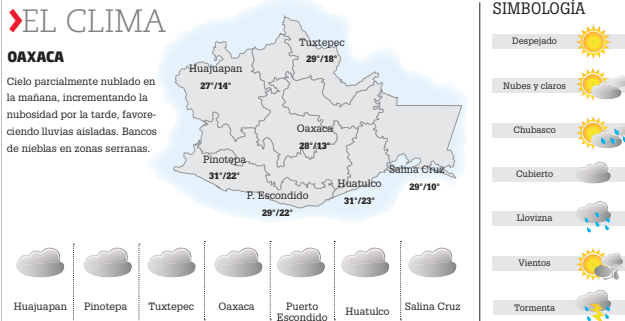 EL CLIMA
OAXACA
Cielo parcialmente nublado en
la mañana, incrementando la
nubosidad por la tarde, favore-
ciendo lluvias aisladas. Bancos
de nieblas en zonas serranas.
Tuxtepec
29°/18°
Huajuapan
27°/14°
Oaxaca
28°/13°
Pinotepa
31°/22°
Salina Cruz
29°/10°
Huatulco
31°/23°
P. Escondido
29°/22°
Huajuapan
Pinotepa
Tuxtepec
Oaxaca
Puerto
Escondido
Huatulco
Salina Cruz
SIMBOLOGÍA
Despejado
Nubes y claros
Chubasco
Cubierto
Llovizna
Vientos
Tormenta